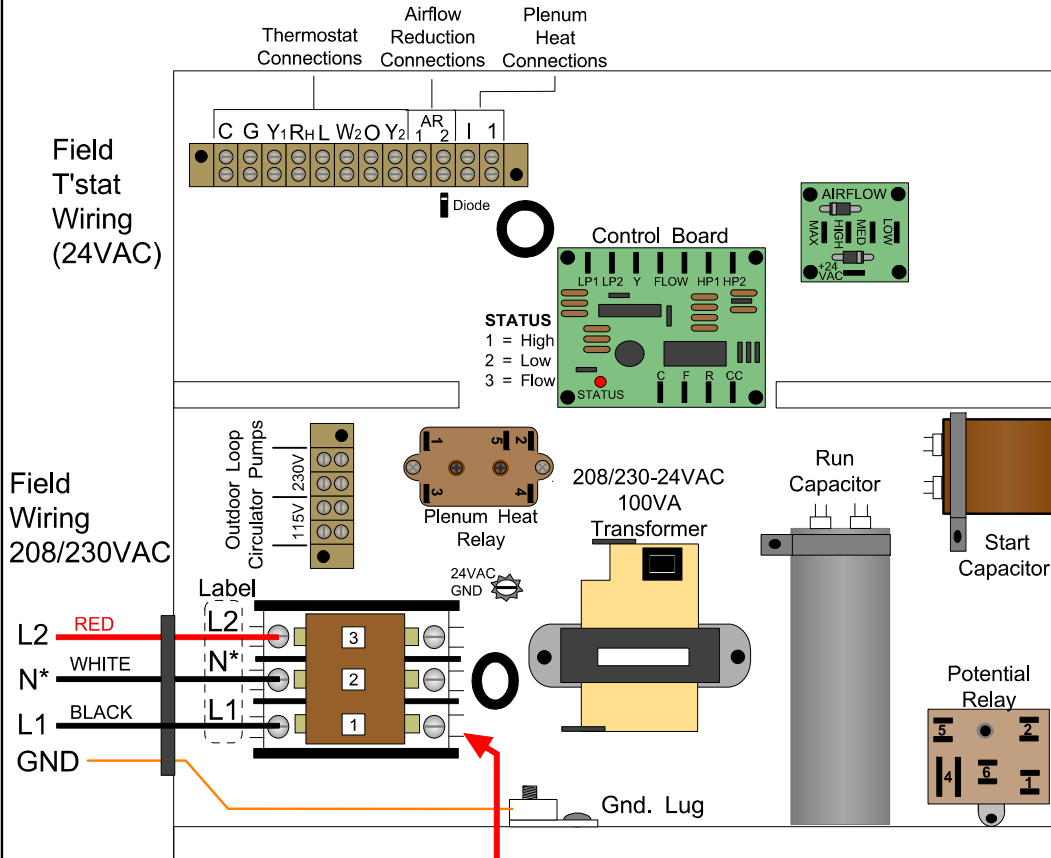 Thermostat
Connections
Airflow
Reduction
Connections
Plenum
Heat
Connections
C G Y1 RH L W2 O Y2 AR 1 2 I 1
Field
T'stat
Wiring
(24VAC)
Diode
Control Board
LP1 LP2 Y FLOW HP1 HP2
C F R CC
STATUS
STATUS
1 = High
2 = Low
3 = Flow
AIRFLOW
MAX HIGH MED LOW
+24
VAC
Outdoor Loop
Circulator Pumps
115V 230V
1 5 2
3 4
Plenum Heat
Relay
208/230-24VAC
100VA
Transformer
Run
Capacitor
Start
Capacitor
Field
Wiring
208/230VAC
24VAC
GND
Label
L2 RED L2 3
N* WHITE N* 2
L1 BLACK L1 1
GND
Gnd. Lug
Potential
Relay
5 2
4 6 1